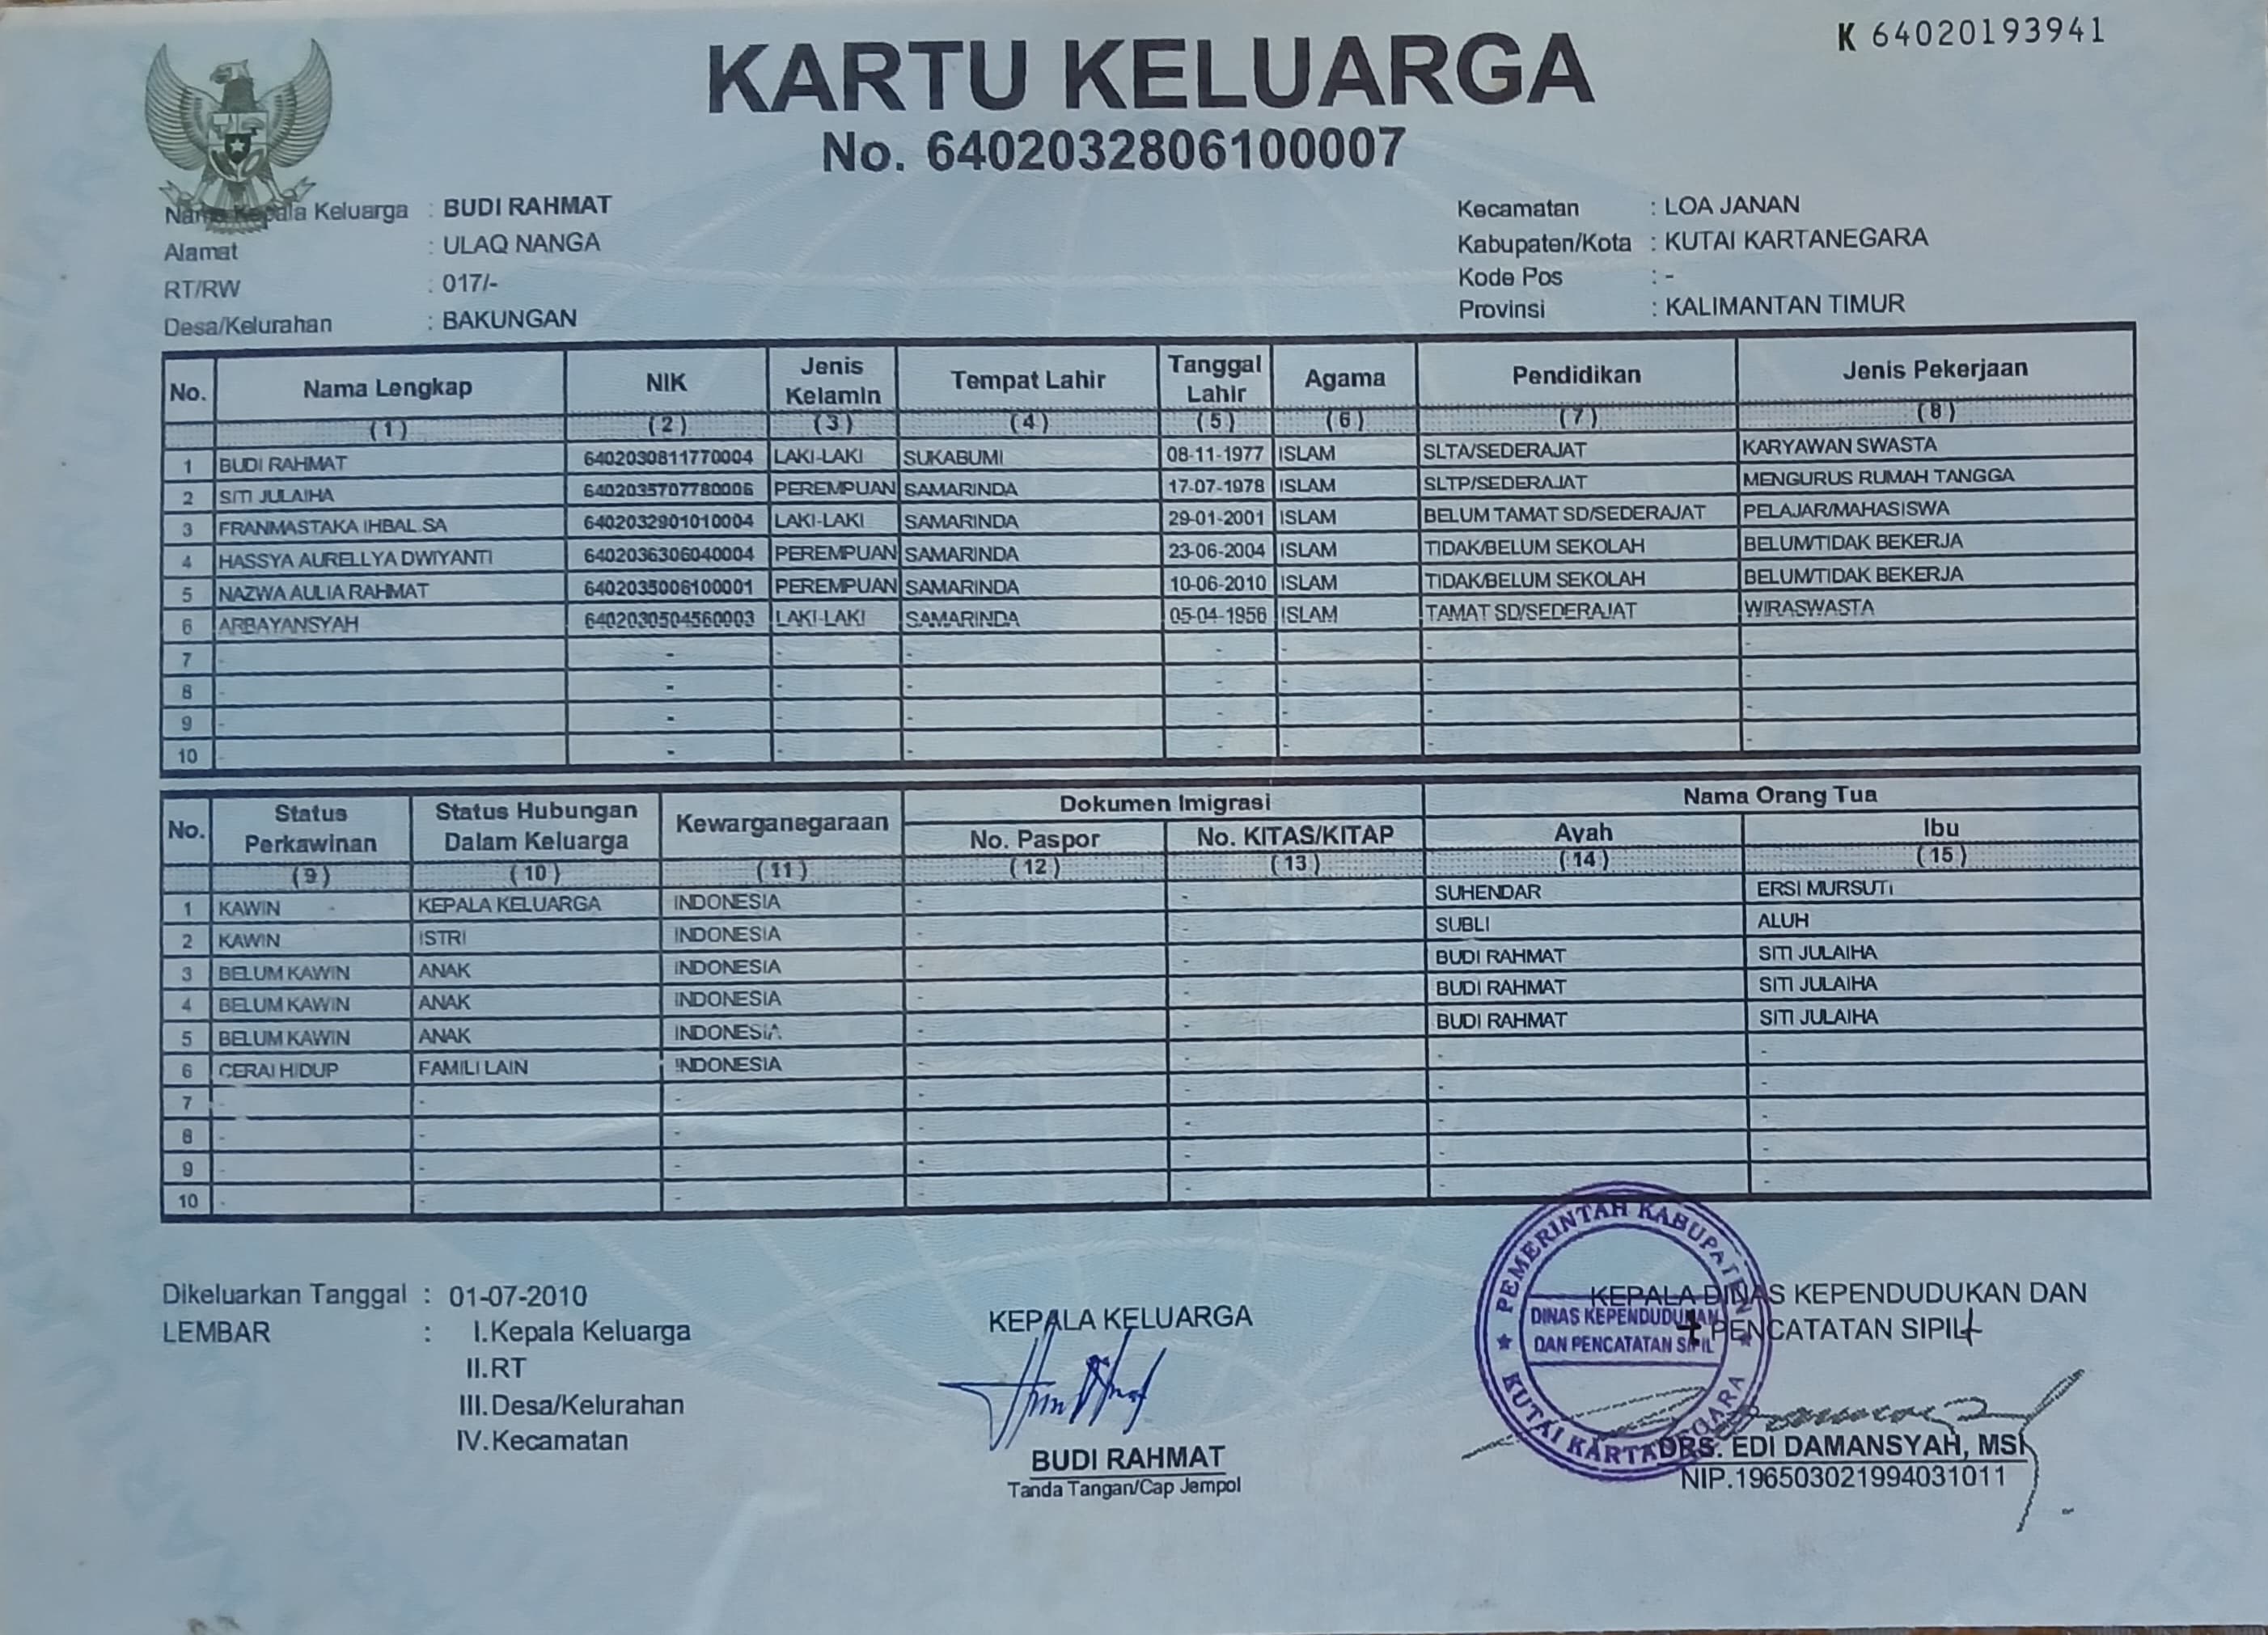 K 64020193941
KARTU KELUARGA
No. 6402032806100007
Nama Kepala Keluarga : BUDI RAHMAT
Alamat : ULAQ NANGA
RT/RW : 017/-
Desa/Kelurahan : BAKUNGAN
Kecamatan : LOA JANAN
Kabupaten/Kota : KUTAI KARTANEGARA
Kode Pos : -
Provinsi : KALIMANTAN TIMUR
No. Nama Lengkap NIK Jenis Kelamin Tempat Lahir Tanggal Lahir Agama Pendidikan Jenis Pekerjaan
(1) (2) (3) (4) (5) (6) (7) (8)
1 BUDI RAHMAT 6402030811770004 LAKI-LAKI SUKABUMI 08-11-1977 ISLAM SLTA/SEDERAJAT KARYAWAN SWASTA
2 SITI JULAIHA 6402035707780006 PEREMPUAN SAMARINDA 17-07-1978 ISLAM SLTP/SEDERAJAT MENGURUS RUMAH TANGGA
3 FRANMASTAKA IHBAL SA 6402032901010004 LAKI-LAKI SAMARINDA 29-01-2001 ISLAM BELUM TAMAT SD/SEDERAJAT PELAJAR/MAHASISWA
4 HASSYA AURELLYA DWIYANTI 6402036306040004 PEREMPUAN SAMARINDA 23-06-2004 ISLAM TIDAK/BELUM SEKOLAH BELUM/TIDAK BEKERJA
5 NAZWA AULIA RAHMAT 6402035006100001 PEREMPUAN SAMARINDA 10-06-2010 ISLAM TIDAK/BELUM SEKOLAH BELUM/TIDAK BEKERJA
6 ARBAYANSYAH 6402030504560003 LAKI-LAKI SAMARINDA 05-04-1956 ISLAM TAMAT SD/SEDERAJAT WIRASWASTA
7 - - - - - - - -
8 - - - - - - - -
9 - - - - - - - -
10 - - - - - - - -
No. Status Perkawinan Status Hubungan Dalam Keluarga Kewarganegaraan Dokumen Imigrasi Nama Orang Tua
No. Paspor No. KITAS/KITAP Ayah Ibu
(9) (10) (11) (12) (13) (14) (15)
1 KAWIN KEPALA KELUARGA INDONESIA - - SUHENDAR ERSI MURSUTI
2 KAWIN ISTRI INDONESIA - - SUBLI ALUH
3 BELUM KAWIN ANAK INDONESIA - - BUDI RAHMAT SITI JULAIHA
4 BELUM KAWIN ANAK INDONESIA - - BUDI RAHMAT SITI JULAIHA
5 BELUM KAWIN ANAK INDONESIA - - BUDI RAHMAT SITI JULAIHA
6 CERAI HIDUP FAMILI LAIN INDONESIA - - - -
7 - - - - - - -
8 - - - - - - -
9 - - - - - - -
10 - - - - - - -
Dikeluarkan Tanggal : 01-07-2010
LEMBAR : I.Kepala Keluarga
II.RT
III.Desa/Kelurahan
IV.Kecamatan
KEPALA KELUARGA
BUDI RAHMAT
Tanda Tangan/Cap Jempol
KEPALA DINAS KEPENDUDUKAN DAN
PENCATATAN SIPIL
PEMERINTAH KABUPATEN
DINAS KEPENDUDUKAN
DAN PENCATATAN SIPIL
KUTAI KARTANEGARA
DRS. EDI DAMANSYAH, MSI
NIP.196503021994031011